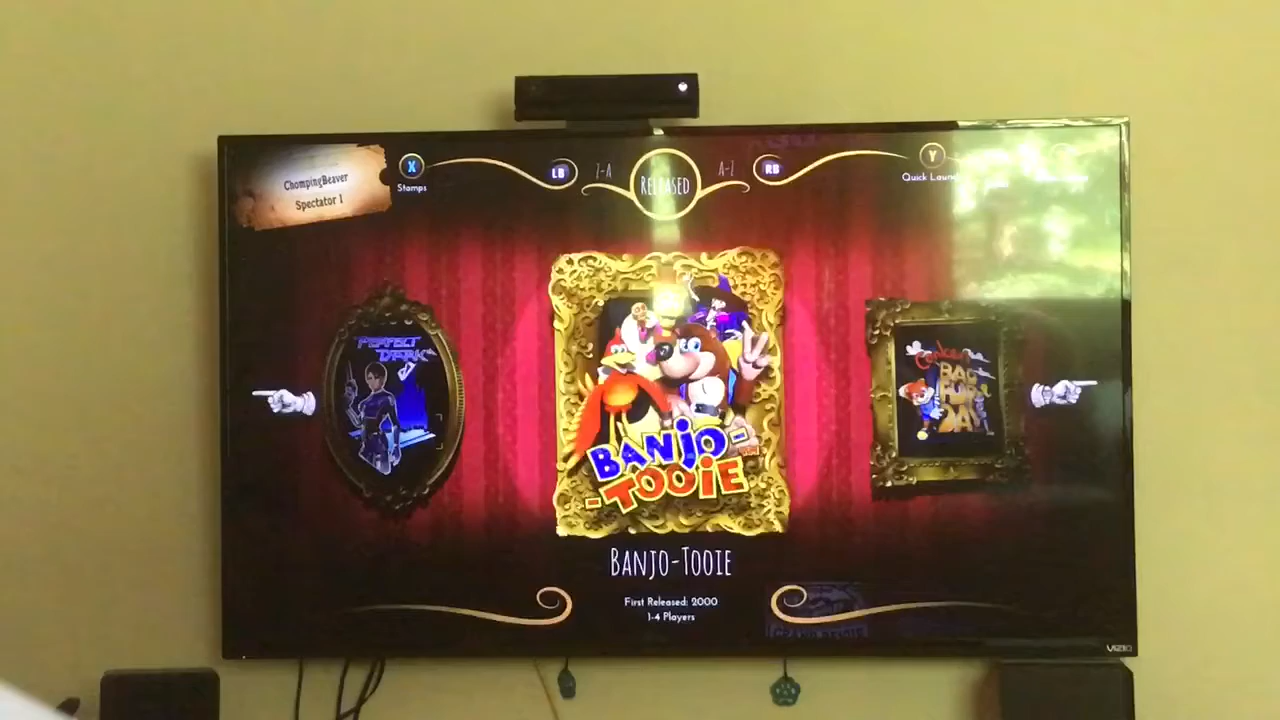 ChompingBeaver
Spectator 1
X
Stamps
LB
Z-A
RELEASED
A-Z
RB
Y
Quick Launch
PERFECT
DARK
BANJO-
-TOOIE
Conker's
BAD
FUR
DAY
BANJO-TOOIE
First Released: 2000
1-4 Players
VIZIO